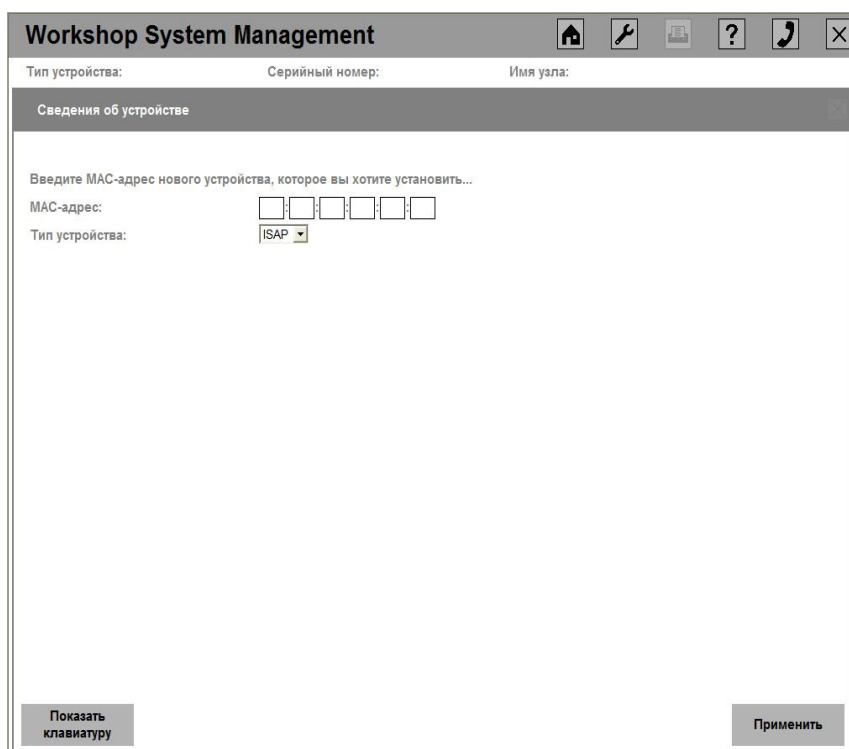 Workshop System Management
?
Тип устройства: Серийный номер: Имя узла:
Сведения об устройстве
Введите МАС-адрес нового устройства, которое вы хотите установить...
МАС-адрес: : : : : :
Тип устройства: ISAP
Показать
клавиатуру
Применить